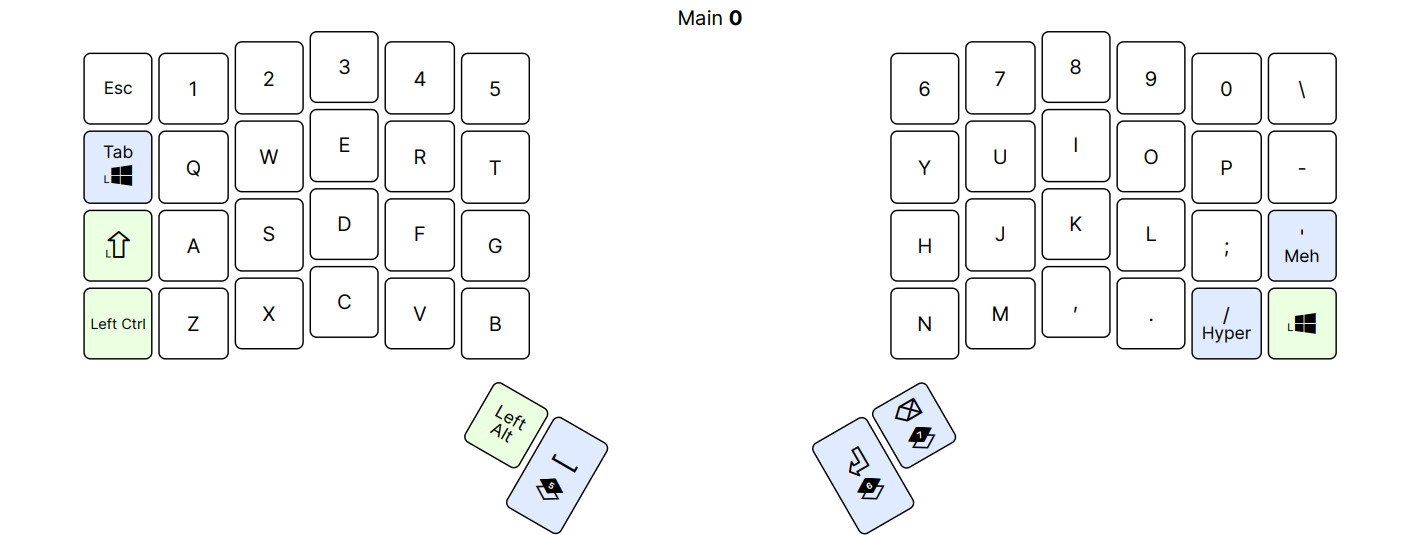 Main 0
Esc 1 2 3 4 5 6 7 8 9 0 \
Tab
L
Q W E R T Y U I O P -
L
A S D F G H J K L ; '
Meh
Left Ctrl Z X C V B N M , . /
Hyper
L
Left
Alt
[
5
6
7